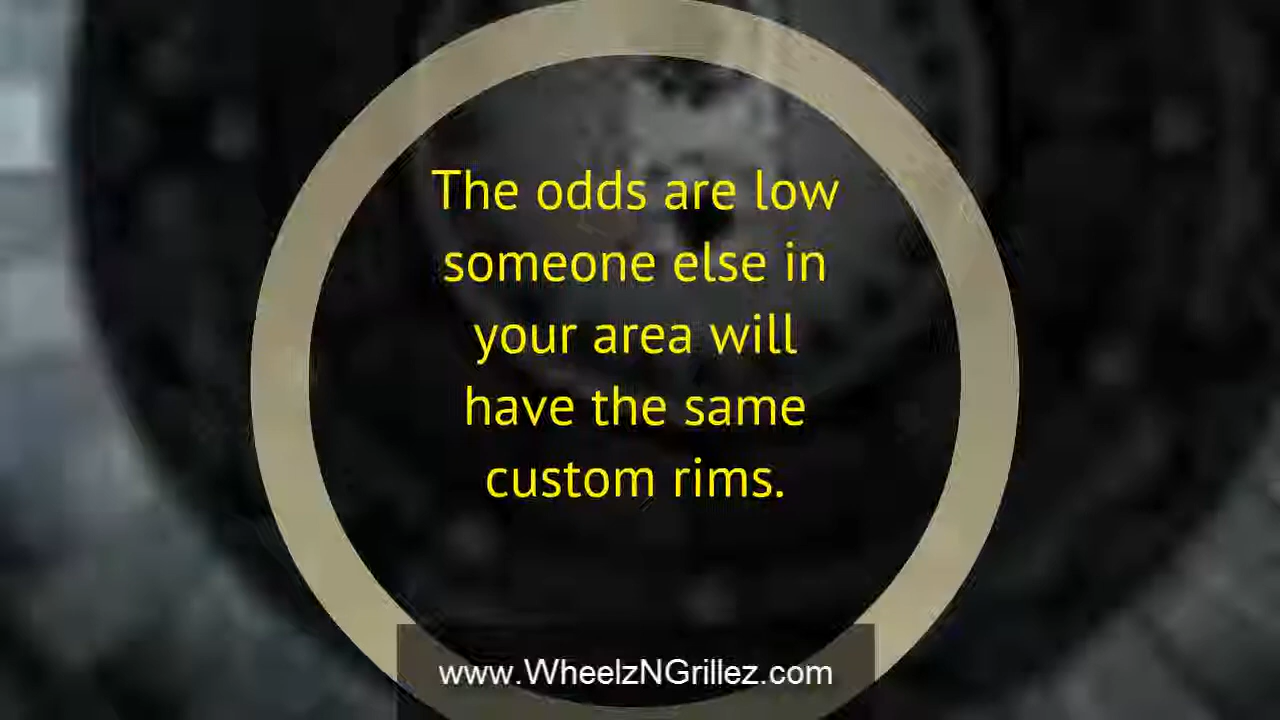 The odds are low
someone else in
your area will
have the same
custom rims.
www.WheelzNGrillez.com